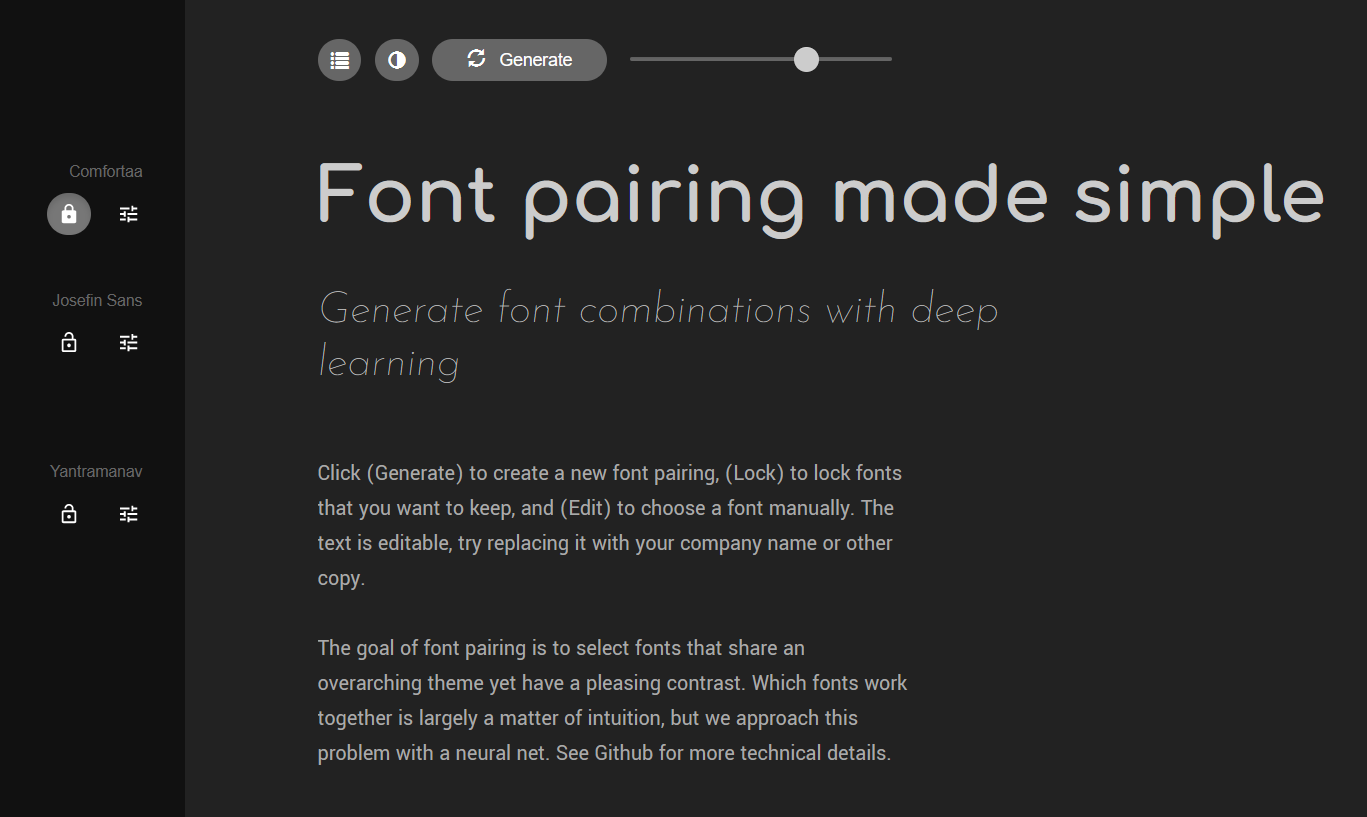 Generate
Comfortaa
Font pairing made simple
Josefin Sans
Generate font combinations with deep
learning
Yantramanav
Click (Generate) to create a new font pairing, (Lock) to lock fonts
that you want to keep, and (Edit) to choose a font manually. The
text is editable, try replacing it with your company name or other
copy.
The goal of font pairing is to select fonts that share an
overarching theme yet have a pleasing contrast. Which fonts work
together is largely a matter of intuition, but we approach this
problem with a neural net. See Github for more technical details.